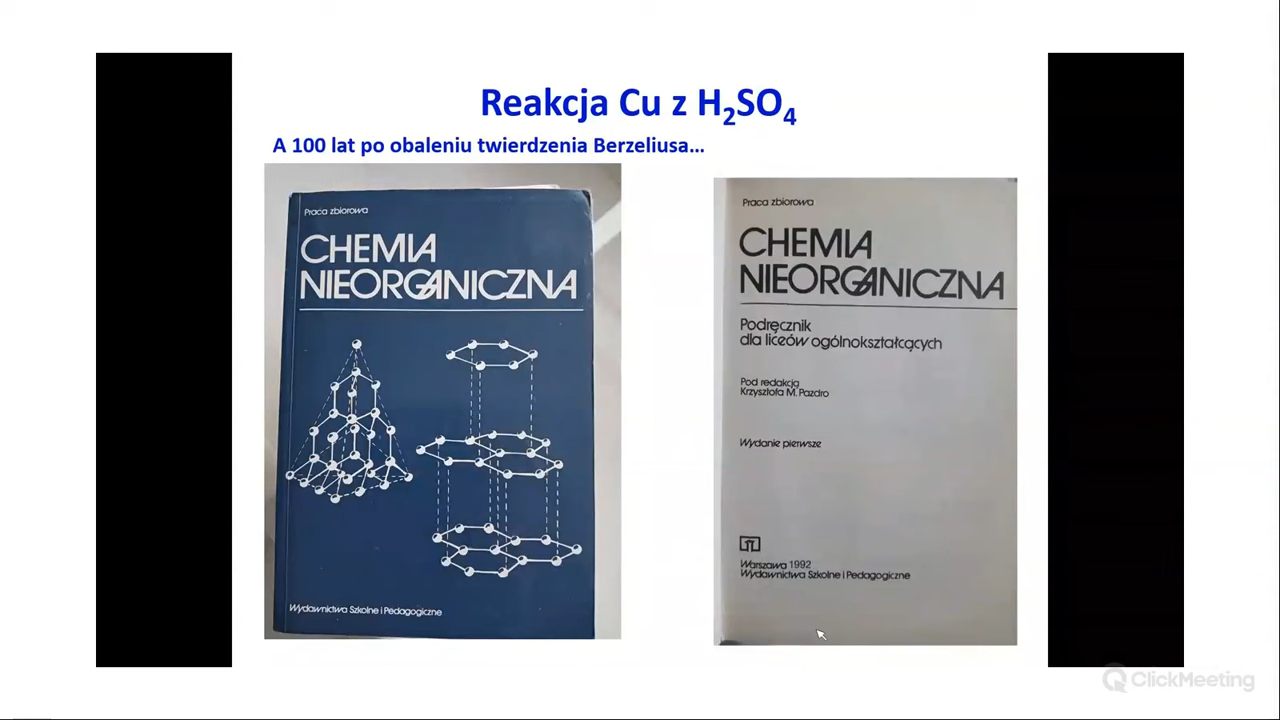 Reakcja Cu z H₂SO₄
A 100 lat po obaleniu twierdzenia Berzeliusa...
Praca zbiorowa
CHEMIA
NIEORGANICZNA
Wydawnictwa Szkolne i Pedagogiczne
Praca zbiorowa
CHEMIA
NIEORGANICZNA
Podręcznik
dla liceów ogólnokształcących
Pod redakcją
Krzysztofa M. Pazdro
Wydanie pierwsze
Warszawa 1992
Wydawnictwa Szkolne i Pedagogiczne
ClickMeeting